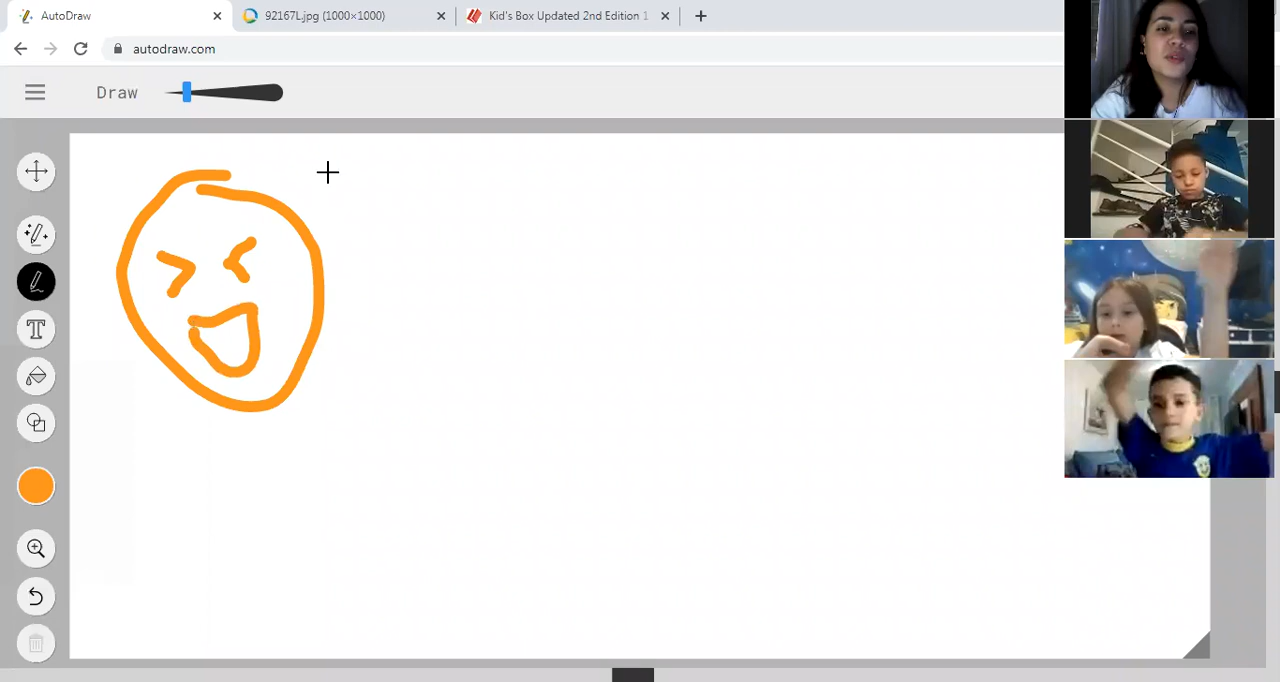 AutoDraw
92167L.jpg (1000×1000)
Kid's Box Updated 2nd Edition 1
autodraw.com
Draw
T